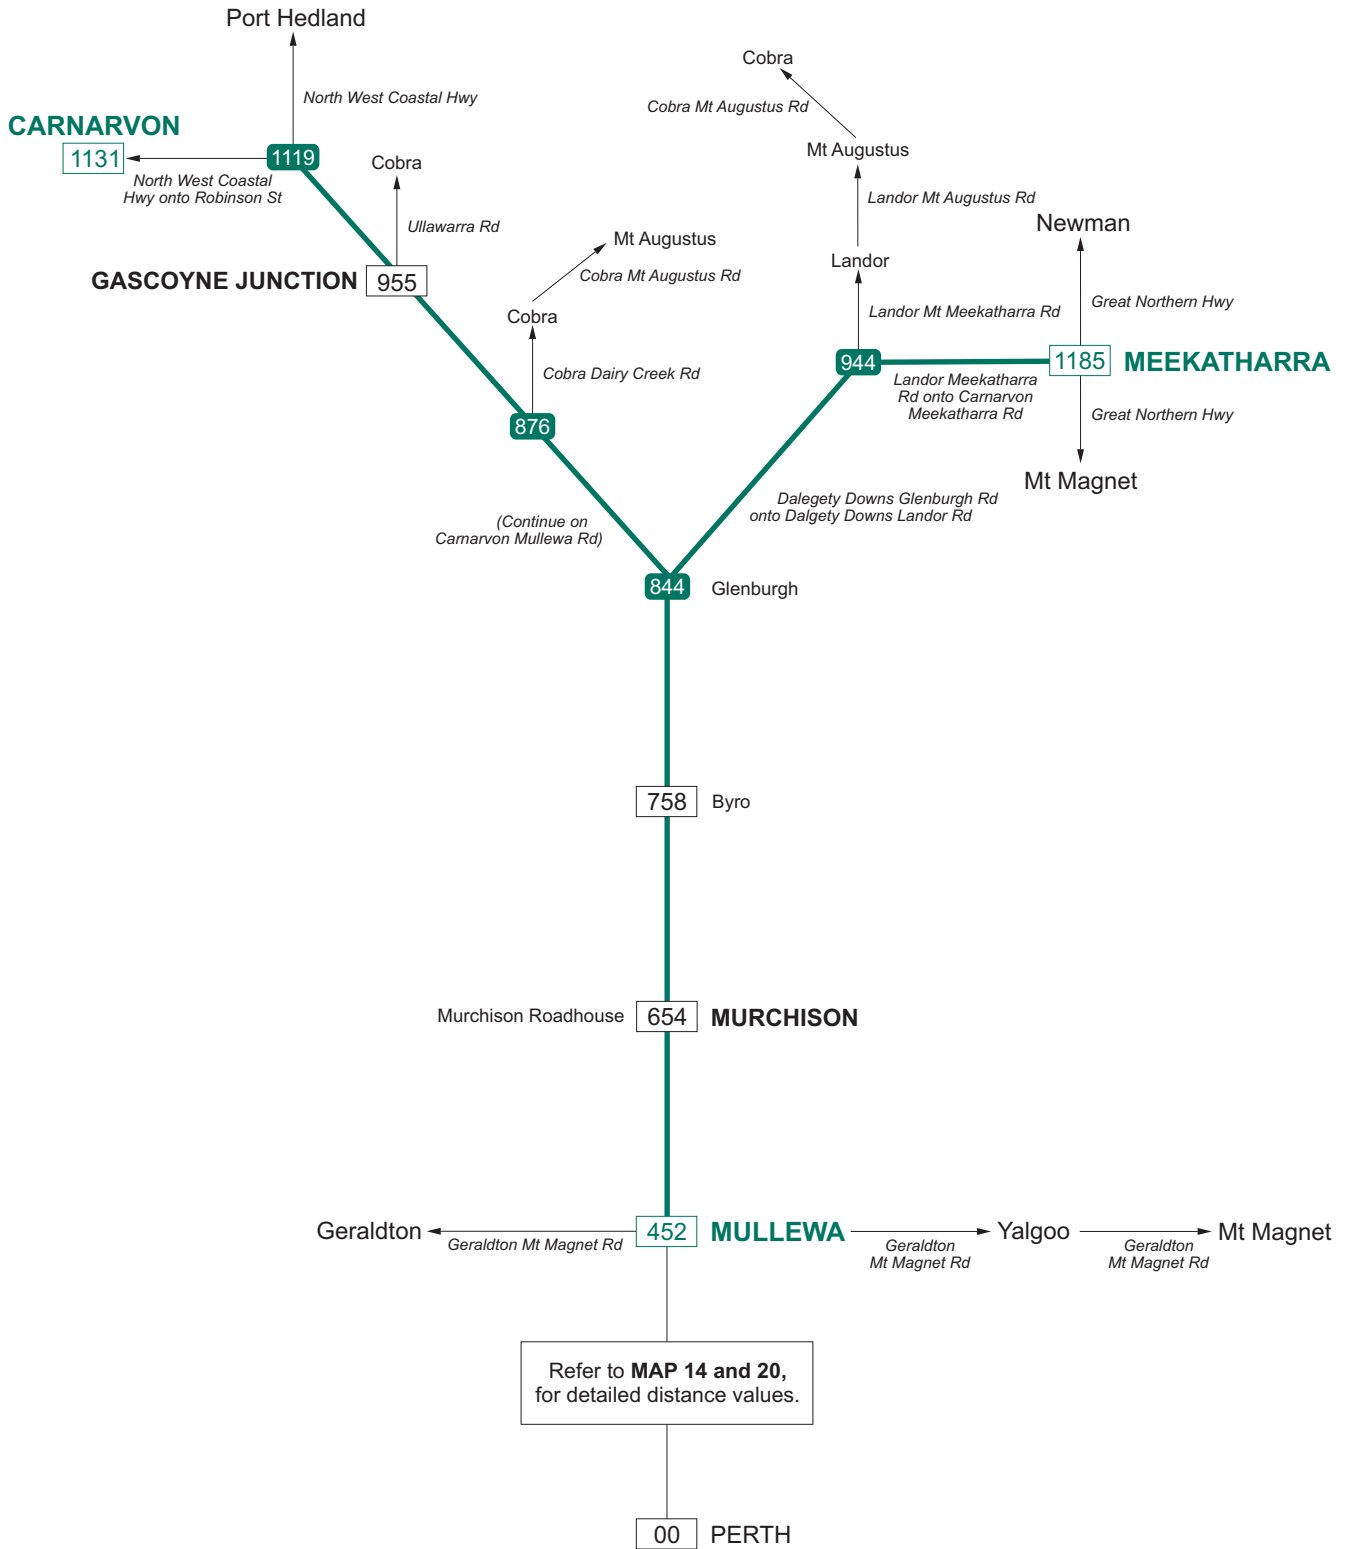 Port Hedland
North West Coastal Hwy
CARNARVON
1131
1119
North West Coastal
Hwy onto Robinson St
Cobra
Ullawarra Rd
GASCOYNE JUNCTION
955
Mt Augustus
Cobra Mt Augustus Rd
Cobra
Cobra Dairy Creek Rd
876
(Continue on
Carnarvon Mullewa Rd)
Cobra
Cobra Mt Augustus Rd
Mt Augustus
Landor Mt Augustus Rd
Landor
Landor Mt Meekatharra Rd
944
Newman
Great Northern Hwy
1185
MEEKATHARRA
Landor Meekatharra
Rd onto Carnarvon
Meekatharra Rd
Great Northern Hwy
Mt Magnet
Dalegety Downs Glenburgh Rd
onto Dalgety Downs Landor Rd
844
Glenburgh
758
Byro
Murchison Roadhouse
654
MURCHISON
Geraldton
Geraldton Mt Magnet Rd
452
MULLEWA
Geraldton
Mt Magnet Rd
Yalgoo
Geraldton
Mt Magnet Rd
Mt Magnet
Refer to MAP 14 and 20,
for detailed distance values.
00
PERTH